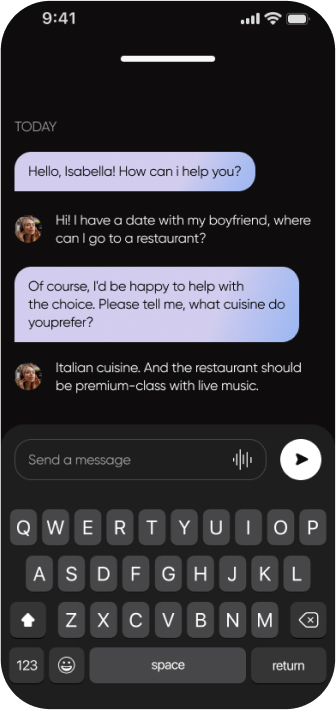 9:41
TODAY
Hello, Isabella! How can i help you?
Hi! I have a date with my boyfriend, where
can I go to a restaurant?
Of course, I'd be happy to help with
the choice. Please tell me, what cuisine do
youprefer?
Italian cuisine. And the restaurant should
be premium-class with live music.
Send a message
Q W E R T Y U I O P
A S D F G H J K L
Z X C V B N M
123 space return